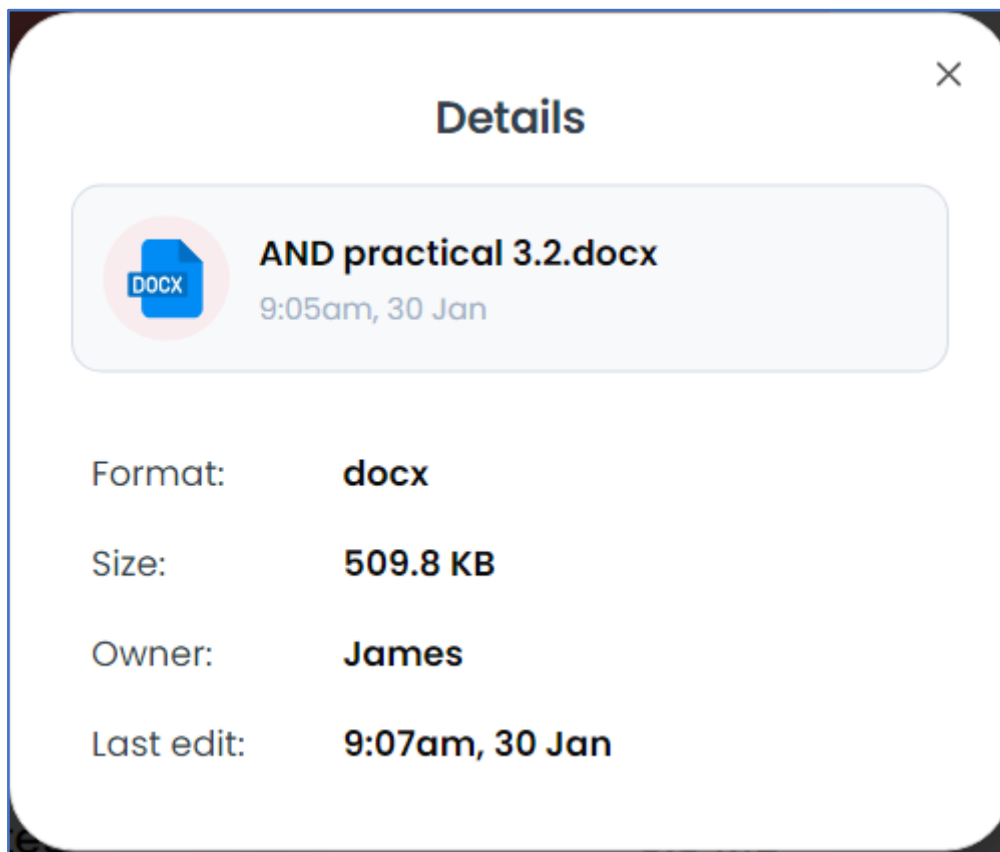 Details
DOCX
AND practical 3.2.docx
9:05am, 30 Jan
Format: docx
Size: 509.8 KB
Owner: James
Last edit: 9:07am, 30 Jan